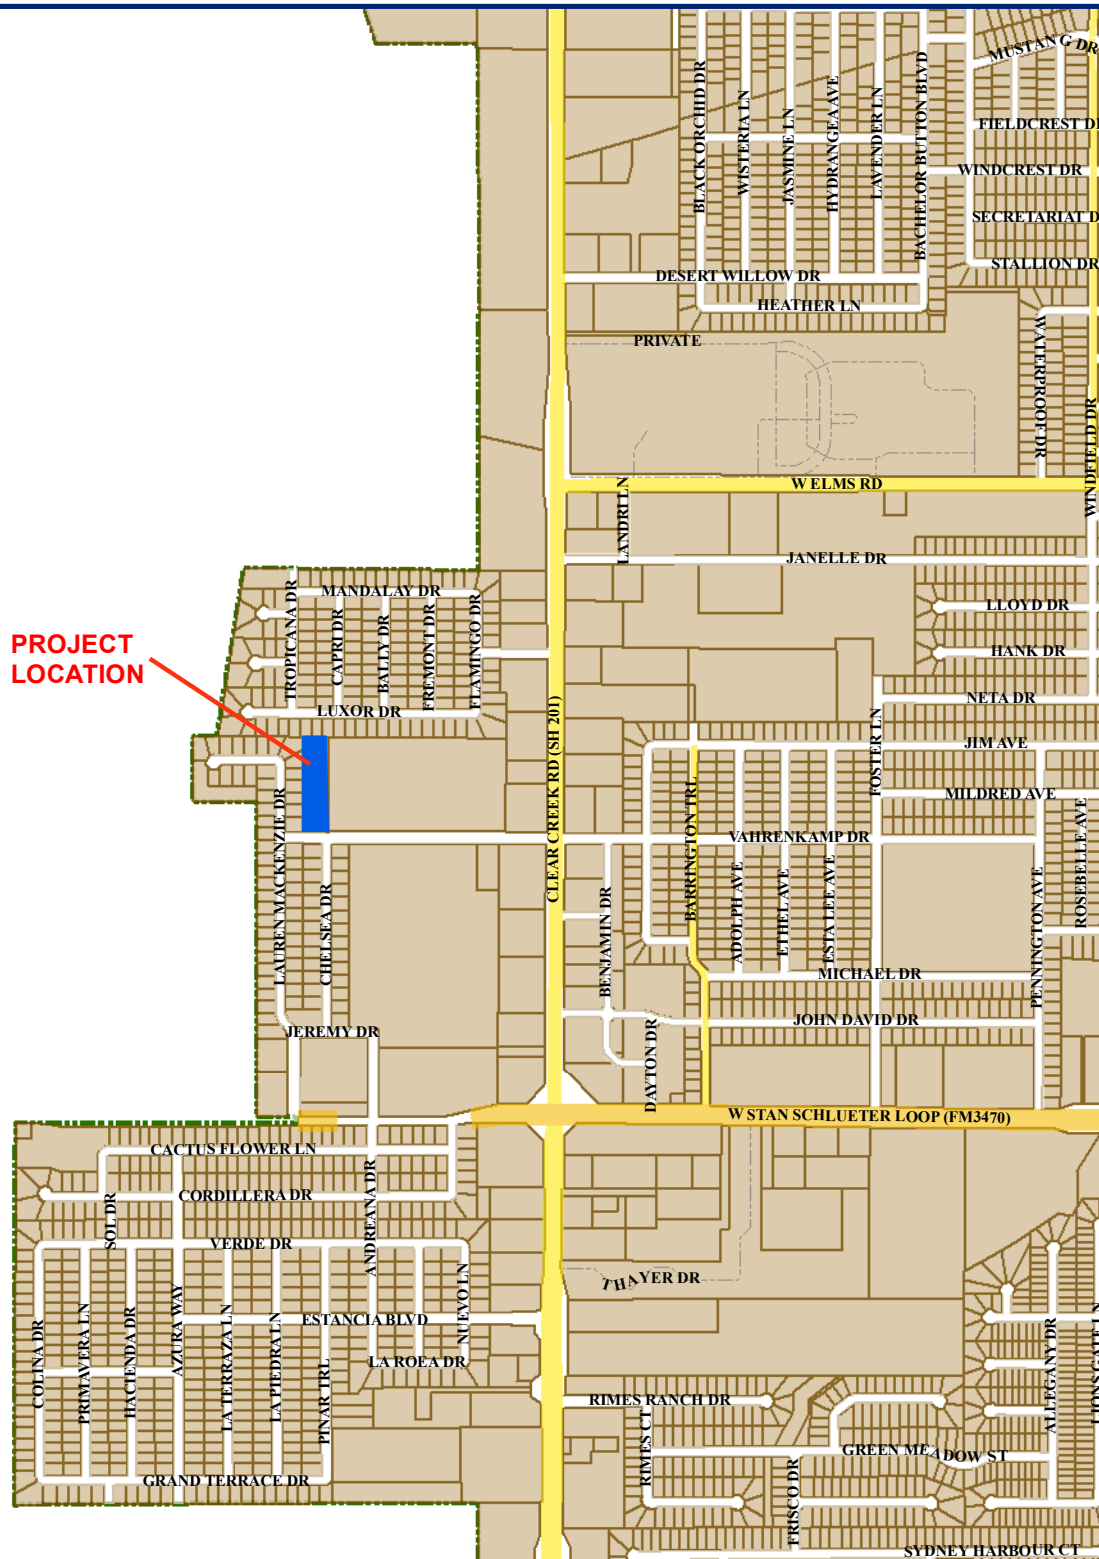 MUSTANG DR
FIELDCREST D
WINDCREST DR
SECRETARIAT D
STALLION DR
BLACK ORCHID DR
WISTERIA LN
JASMINE LN
HYDRANGEA AVE
LAVENDER LN
BACHELOR BUTTON BLVD
DESERT WILLOW DR
HEATHER LN
PRIVATE
WATERPROOF DR
WINDFIELD DR
W ELMS RD
LANDRI LN
JANELLE DR
LLOYD DR
HANK DR
NETA DR
MANDALAY DR
TROPICANA DR
CAPRI DR
BALLY DR
FREMONT DR
FLAMINGO DR
PROJECT
LOCATION
LUXOR DR
CLEAR CREEK RD (SH 201)
FOSTER LN
JIM AVE
MILDRED AVE
BARRINGTON TRL
VAHRENKAMP DR
LAUREN MACKENZIE DR
CHELSEA DR
BENJAMIN DR
ADOLPH AVE
ETHEL AVE
ESTA LEE AVE
PENNINGTON AVE
ROSEBELLE AVE
MICHAEL DR
JOHN DAVID DR
JEREMY DR
DAYTON DR
W STAN SCHLUETER LOOP (FM3470)
CACTUS FLOWER LN
CORDILLERA DR
SOL DR
ANDREANA DR
VERDE DR
THAYER DR
COLINA DR
PRIMAVERA LN
HACIENDA DR
AZURA WAY
LA TERRAZA LN
LA PIEDRA LN
PINAR TRL
ESTANCIA BLVD
NUEVO LN
LA ROEA DR
ALLEGANY DR
LIONSGATE LN
RIMES RANCH DR
RIMES CT
GREEN MEADOW ST
FRISCO DR
GRAND TERRACE DR
SYDNEY HARBOUR CT